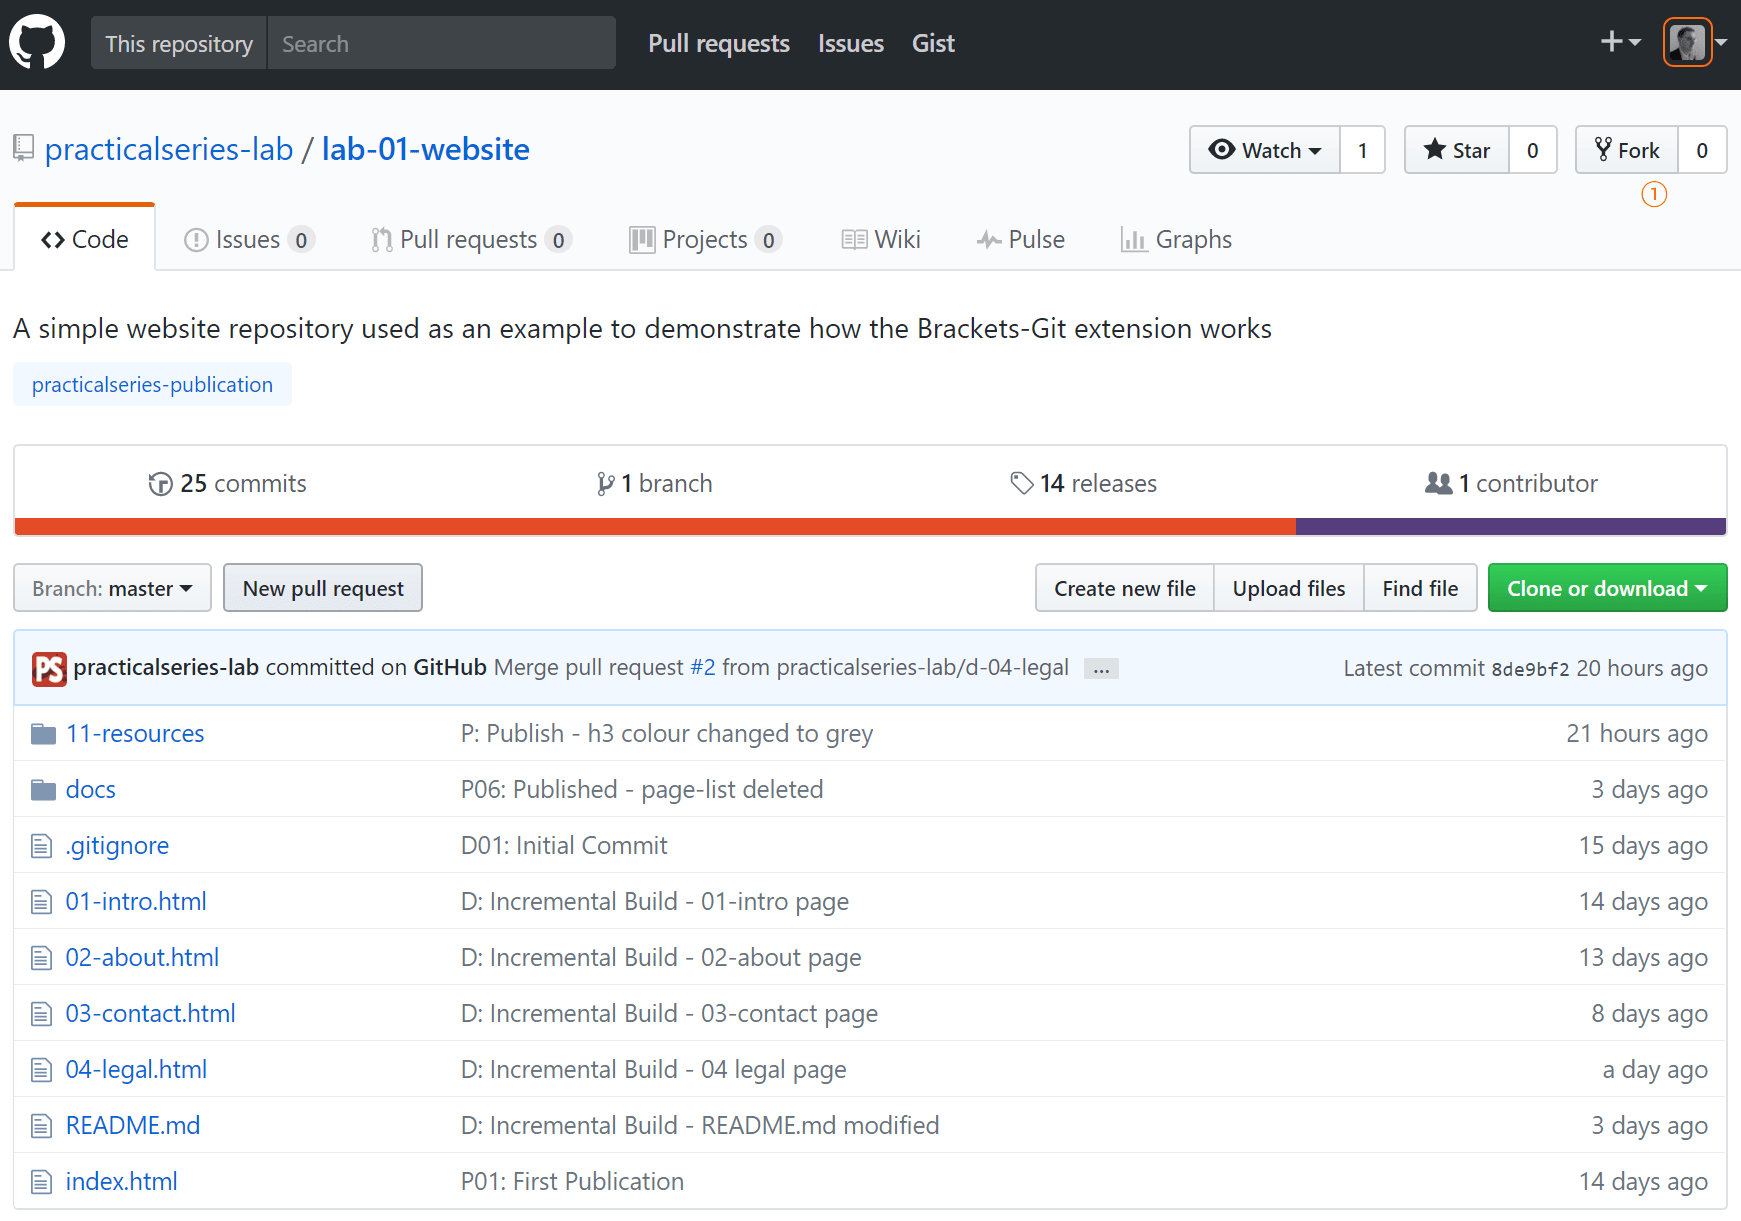 This repository Search Pull requests Issues Gist
practicalseries-lab / lab-01-website Watch 1 Star 0 Fork 0
1
Code Issues 0 Pull requests 0 Projects 0 Wiki Pulse Graphs
A simple website repository used as an example to demonstrate how the Brackets-Git extension works
practicalseries-publication
25 commits 1 branch 14 releases 1 contributor
Branch: master New pull request Create new file Upload files Find file Clone or download
PS practicalseries-lab committed on GitHub Merge pull request #2 from practicalseries-lab/d-04-legal ... Latest commit 8de9bf2 20 hours ago
11-resources P: Publish - h3 colour changed to grey 21 hours ago
docs P06: Published - page-list deleted 3 days ago
.gitignore D01: Initial Commit 15 days ago
01-intro.html D: Incremental Build - 01-intro page 14 days ago
02-about.html D: Incremental Build - 02-about page 13 days ago
03-contact.html D: Incremental Build - 03-contact page 8 days ago
04-legal.html D: Incremental Build - 04 legal page a day ago
README.md D: Incremental Build - README.md modified 3 days ago
index.html P01: First Publication 14 days ago